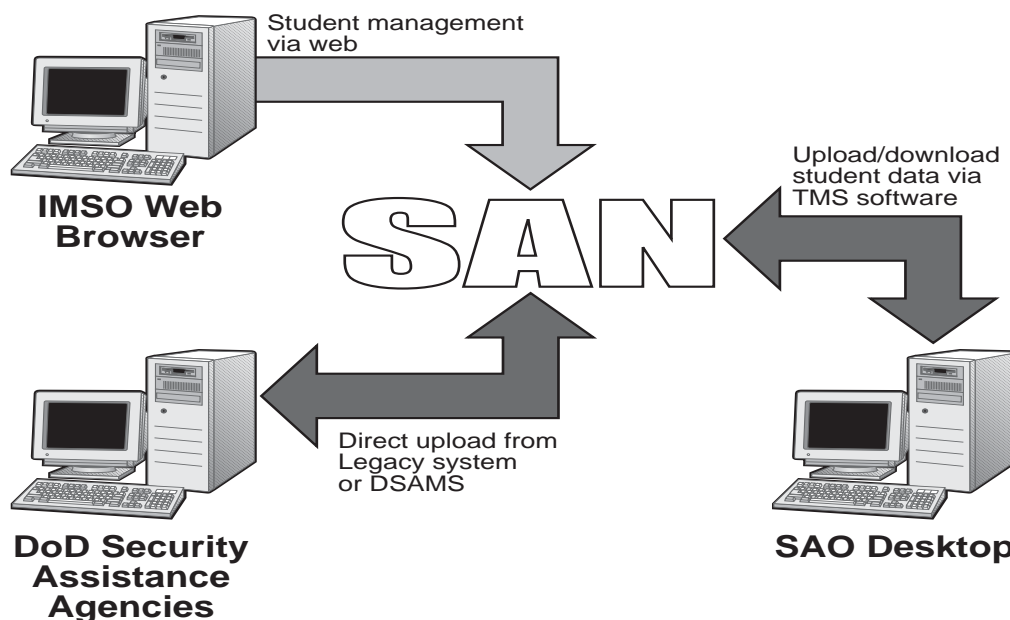 Student management
via web
IMSO Web
Browser
SAN
Upload/download
student data via
TMS software
Direct upload from
Legacy system
or DSAMS
DoD Security
Assistance
Agencies
SAO Desktop